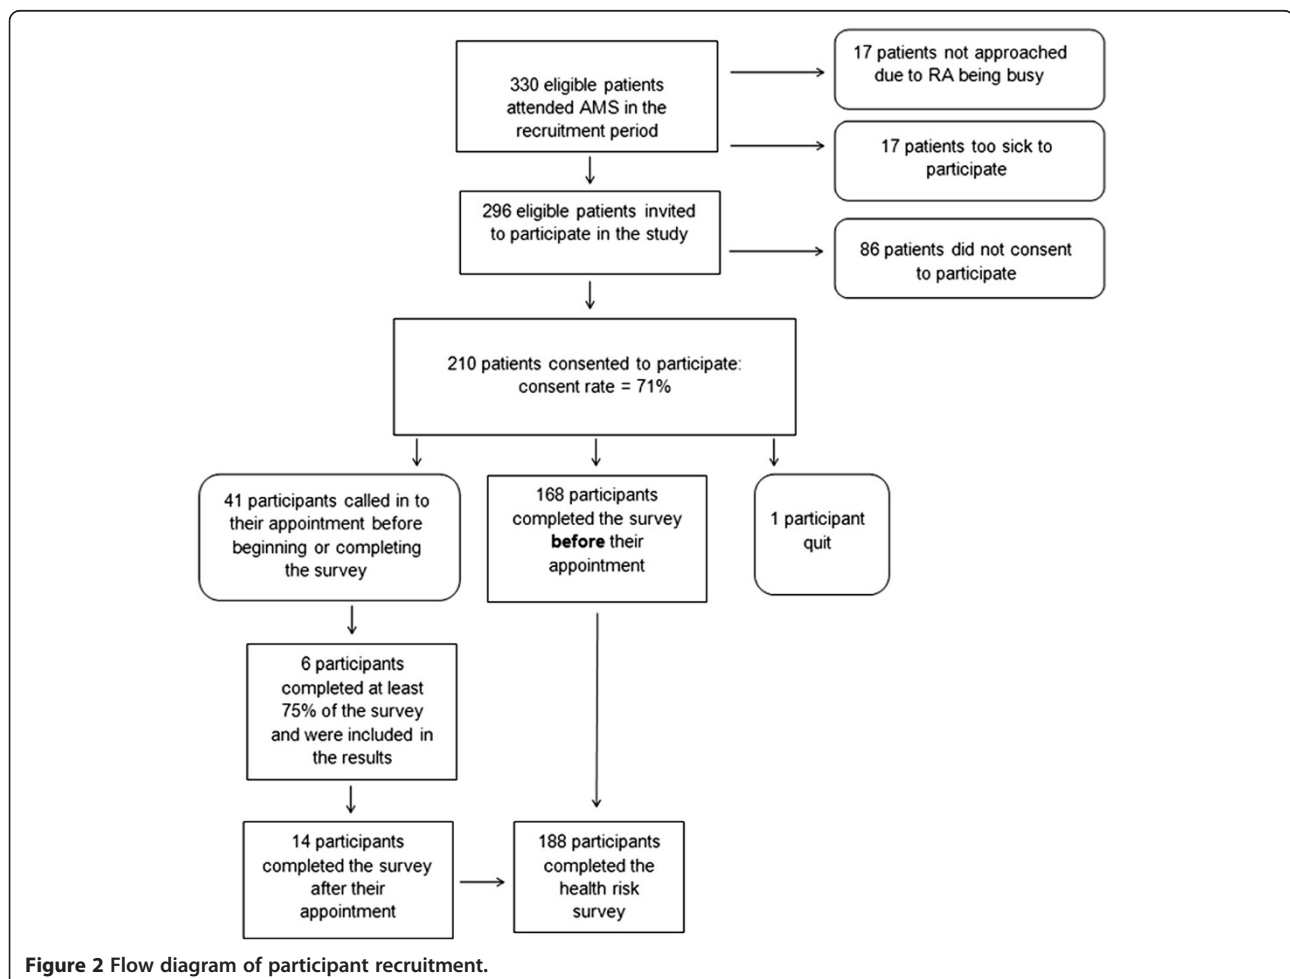 330 eligible patients
attended AMS in the
recruitment period
17 patients not approached
due to RA being busy
17 patients too sick to
participate
296 eligible patients invited
to participate in the study
86 patients did not consent
to participate
210 patients consented to participate:
consent rate = 71%
41 participants called in to
their appointment before
beginning or completing
the survey
168 participants
completed the survey
before their
appointment
1 participant
quit
6 participants
completed at least
75% of the survey
and were included in
the results
14 participants
completed the survey
after their
appointment
188 participants
completed the
health risk
survey
Figure 2 Flow diagram of participant recruitment.